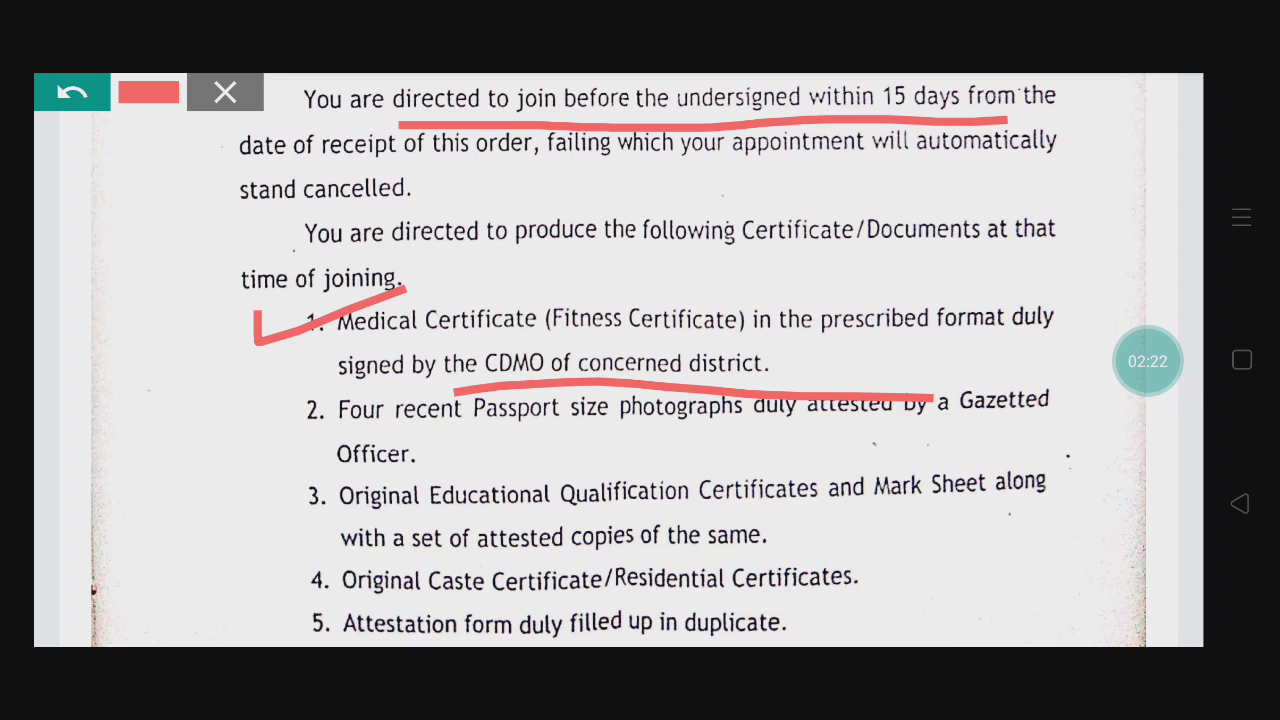 You are directed to join before the undersigned within 15 days from the
date of receipt of this order, failing which your appointment will automatically
stand cancelled.
You are directed to produce the following Certificate/Documents at that
time of joining.
1. Medical Certificate (Fitness Certificate) in the prescribed format duly
signed by the CDMO of concerned district.
02:22
2. Four recent Passport size photographs duly attested by a Gazetted
Officer.
3. Original Educational Qualification Certificates and Mark Sheet along
with a set of attested copies of the same.
4. Original Caste Certificate/Residential Certificates.
5. Attestation form duly filled up in duplicate.